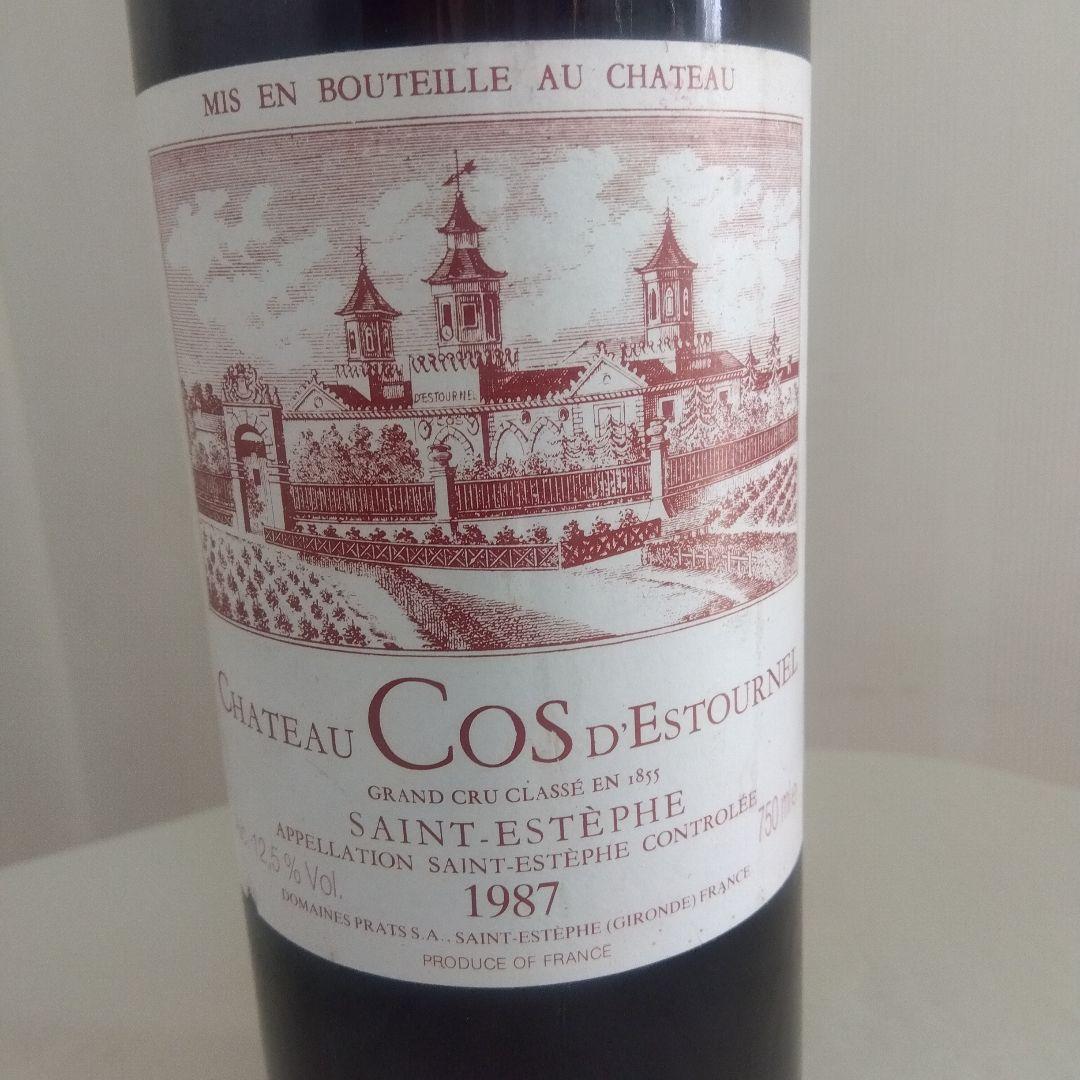 MIS EN BOUTEILLE AU CHATEAU
D'ESTOURNEL
COS
CHATEAU COS D'ESTOURNEL
GRAND CRU CLASSÉ EN 1855
SAINT-ESTÈPHE
APPELLATION SAINT-ESTÈPHE CONTROLÉE
12,5 % Vol.
750 ml e
1987
DOMAINES PRATS S.A., SAINT-ESTÈPHE (GIRONDE) FRANCE
PRODUCE OF FRANCE